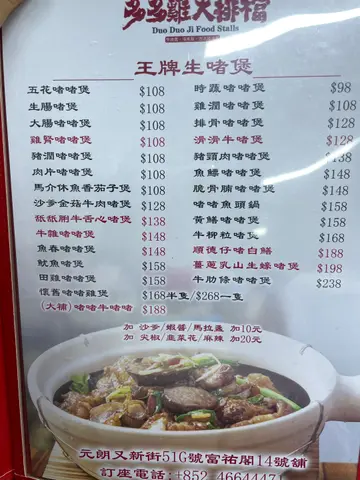 多多雞大排檔
Duo Duo Ji Food Stalls
王牌生啫煲
五花啫啫煲 $108
生腸啫煲 $108
大腸啫啫煲 $108
雞腎啫啫煲 $108
豬潤啫啫煲 $108
肉片啫啫煲 $108
馬介休魚香茄子煲 $128
沙爹金菇牛肉啫煲 $128
舐舐脷牛舌心啫煲 $138
牛雜啫啫煲 $148
魚春啫啫煲 $148
魷魚啫煲 $158
田雞啫啫煲 $158
懷舊啫啫雞煲 $168半隻/$268一隻
(大補)啫啫牛啫啫 $188
時蔬啫啫煲 $98
雞潤啫啫煲 $108
排骨啫啫煲 $128
滑滑牛啫煲 $128
豬頭肉啫啫煲 $138
魚鰾啫啫煲 $148
脆骨腩啫啫煲 $148
啫啫魚頭鍋 $158
黃鱔啫啫煲 $158
牛柳粒啫煲 $168
順德仔啫白鱔 $188
薑蔥乳山生蠔啫煲 $198
牛肋條啫啫煲 $238
加 沙爹/蝦醬/馬拉盞 加10元
加 尖椒/韭菜花/麻辣 加20元
元朗又新街51G號富祐閣14號舖
訂座電話:+852 46644471